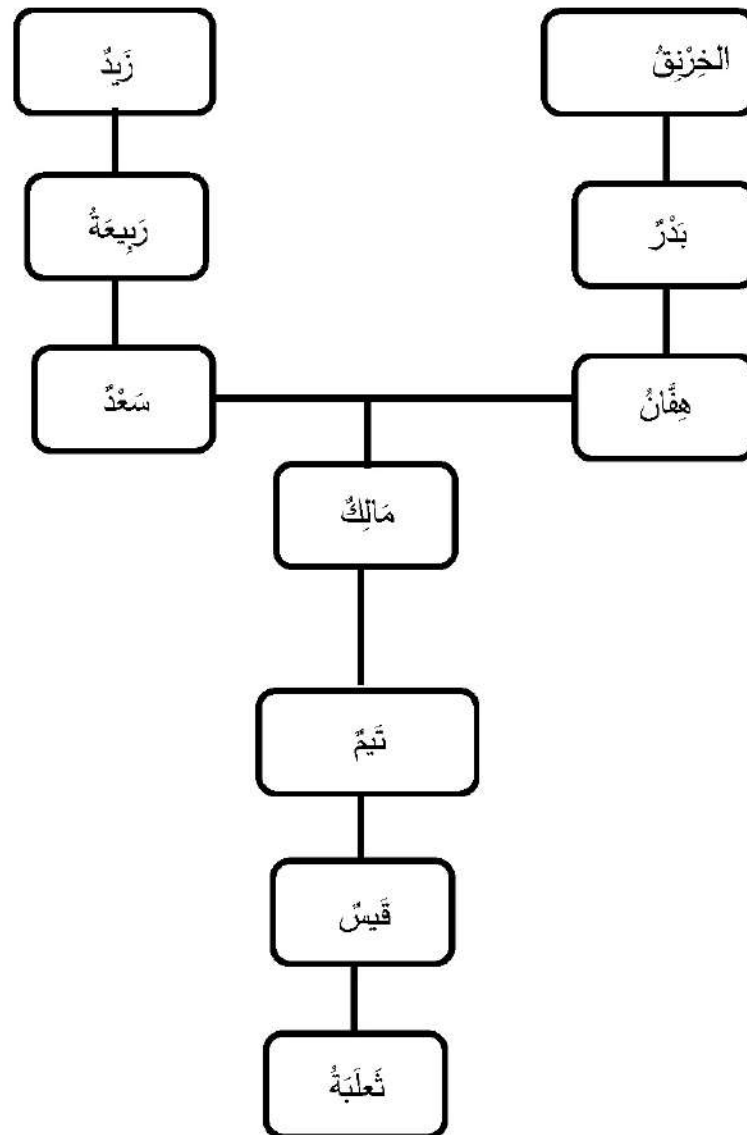 الخِرْنِقُ
زَيدٌ
بَدْرٌ
رَبِيعَةُ
هِفَّانُ
سَعْدٌ
مَالِكٌ
تَيمٌ
قَيسٌ
ثَعلَبَةُ